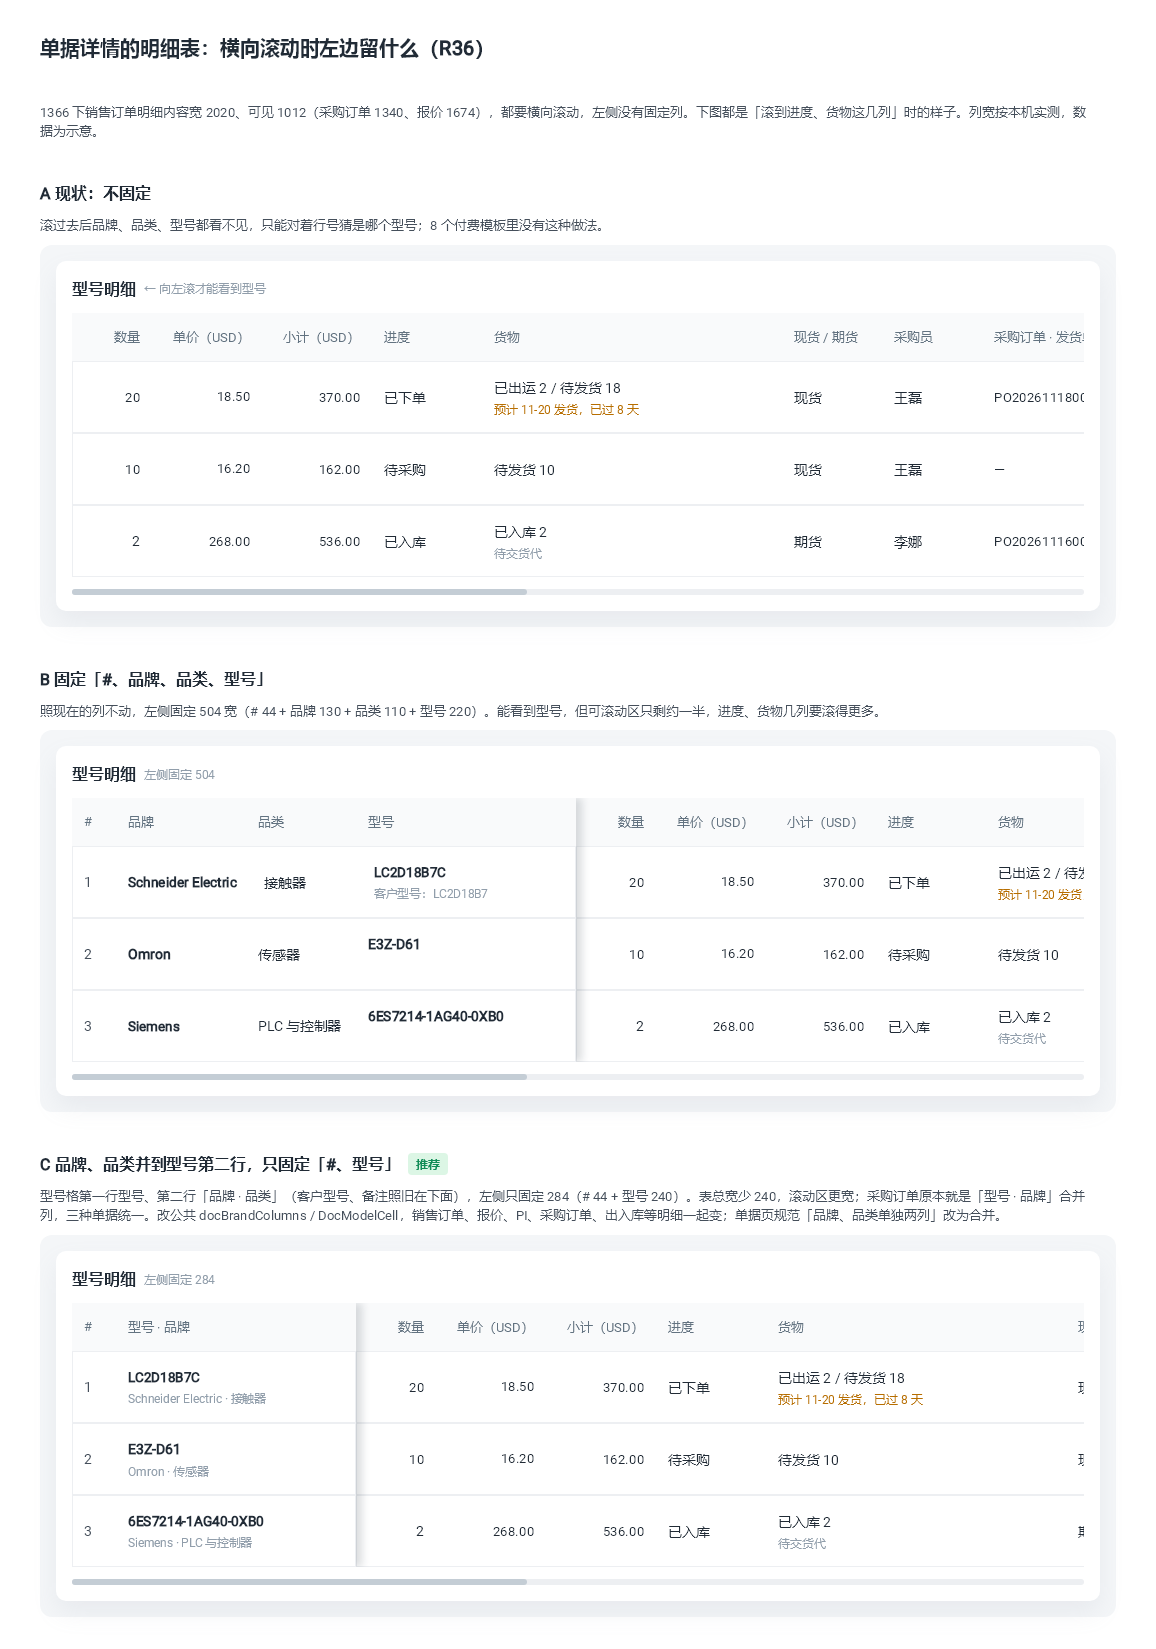 单据详情的明细表：横向滚动时左边留什么（R36）
1366 下销售订单明细内容宽 2020、可见 1012（采购订单 1340、报价 1674），都要横向滚动，左侧没有固定列。下图都是「滚到进度、货物这几列」时的样子。列宽按本机实测，数
据为示意。
A 现状：不固定
滚过去后品牌、品类、型号都看不见，只能对着行号猜是哪个型号；8 个付费模板里没有这种做法。
型号明细 ← 向左滚才能看到型号
数量 单价（USD） 小计（USD） 进度 货物 现货 / 期货 采购员 采购订单 · 发货
20 18.50 370.00 已下单 已出运 2 / 待发货 18 现货 王磊 PO2026111800
预计 11-20 发货，已过 8 天
10 16.20 162.00 待采购 待发货 10 现货 王磊 —
2 268.00 536.00 已入库 已入库 2 期货 李娜 PO2026111600
待交货代
B 固定「#、品牌、品类、型号」
照现在的列不动，左侧固定 504 宽（# 44 + 品牌 130 + 品类 110 + 型号 220）。能看到型号，但可滚动区只剩约一半，进度、货物几列要滚得更多。
型号明细 左侧固定 504
# 品牌 品类 型号 数量 单价（USD） 小计（USD） 进度 货物
1 Schneider Electric 接触器 LC2D18B7C 20 18.50 370.00 已下单 已出运 2 / 待发
客户型号：LC2D18B7 预计 11-20 发货
2 Omron 传感器 E3Z-D61 10 16.20 162.00 待采购 待发货 10
3 Siemens PLC 与控制器 6ES7214-1AG40-0XB0 2 268.00 536.00 已入库 已入库 2
待交货代
C 品牌、品类并到型号第二行，只固定「#、型号」 推荐
型号格第一行型号、第二行「品牌 · 品类」（客户型号、备注照旧在下面），左侧只固定 284（# 44 + 型号 240）。表总宽少 240，滚动区更宽；采购订单原本就是「型号 · 品牌」合并
列，三种单据统一。改公共 docBrandColumns / DocModelCell，销售订单、报价、PI、采购订单、出入库等明细一起变；单据页规范「品牌、品类单独两列」改为合并。
型号明细 左侧固定 284
# 型号 · 品牌 数量 单价（USD） 小计（USD） 进度 货物
1 LC2D18B7C 20 18.50 370.00 已下单 已出运 2 / 待发货 18
Schneider Electric · 接触器 预计 11-20 发货，已过 8 天
2 E3Z-D61 10 16.20 162.00 待采购 待发货 10
Omron · 传感器
3 6ES7214-1AG40-0XB0 2 268.00 536.00 已入库 已入库 2
Siemens · PLC 与控制器 待交货代